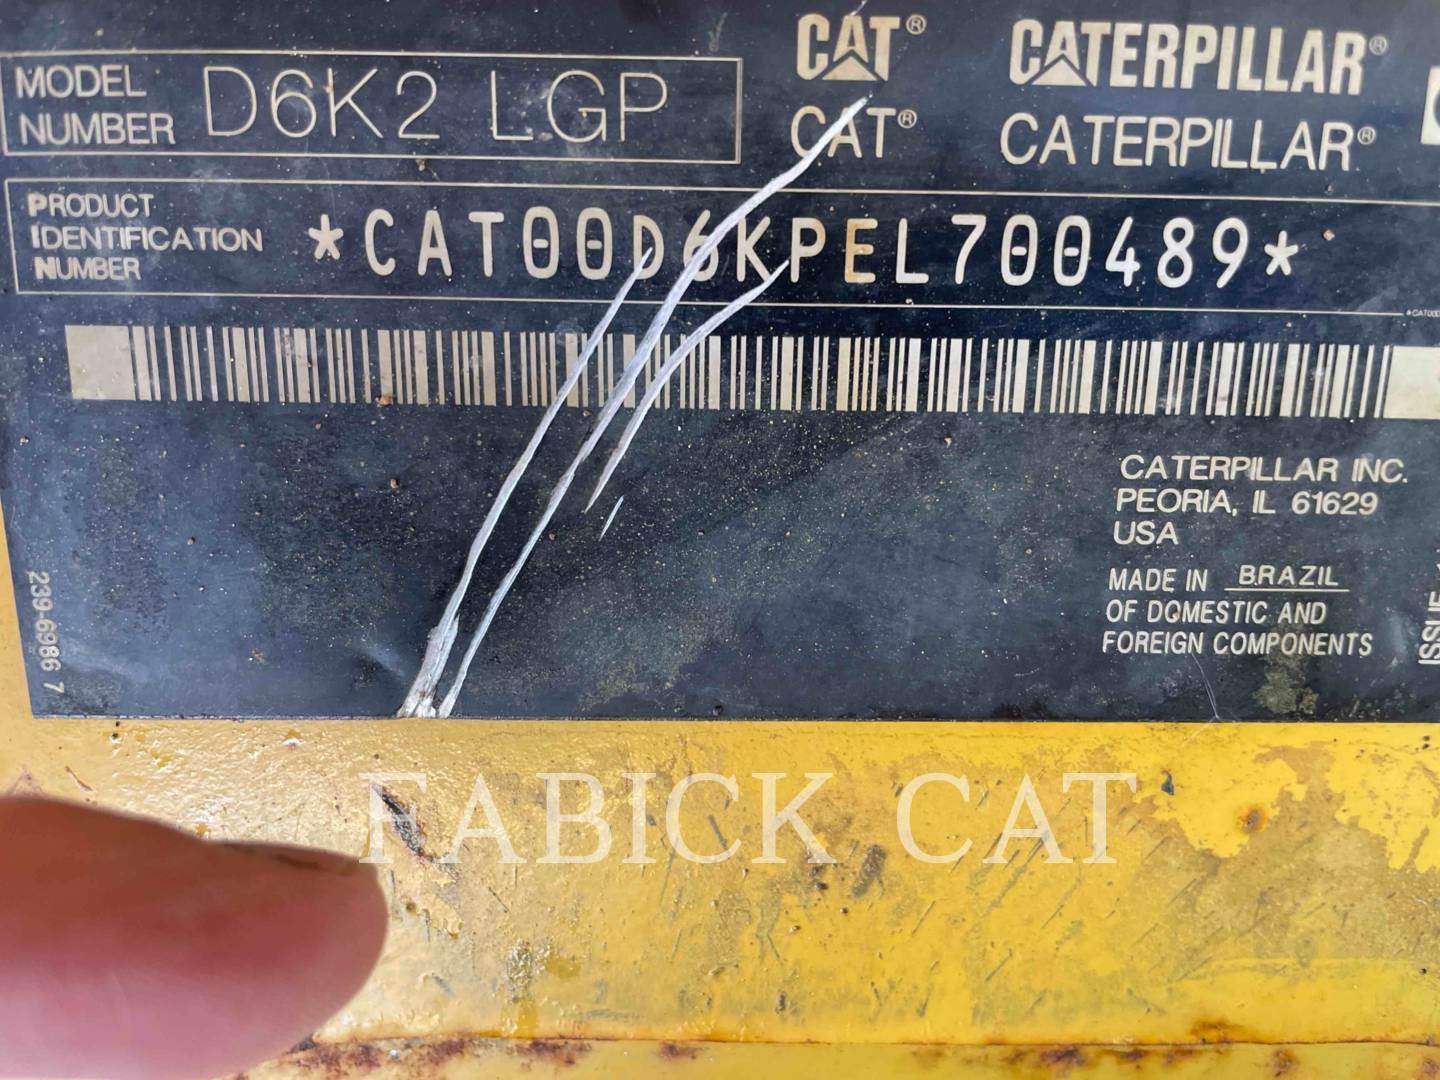 MODEL NUMBER D6K2 LGP
CAT® CATERPILLAR®
CAT® CATERPILLAR®
PRODUCT IDENTIFICATION NUMBER *CAT00D6KPEL700489*
CATERPILLAR INC.
PEORIA, IL 61629
USA
MADE IN BRAZIL
OF DOMESTIC AND
FOREIGN COMPONENTS
239-6986 7
FABICK CAT